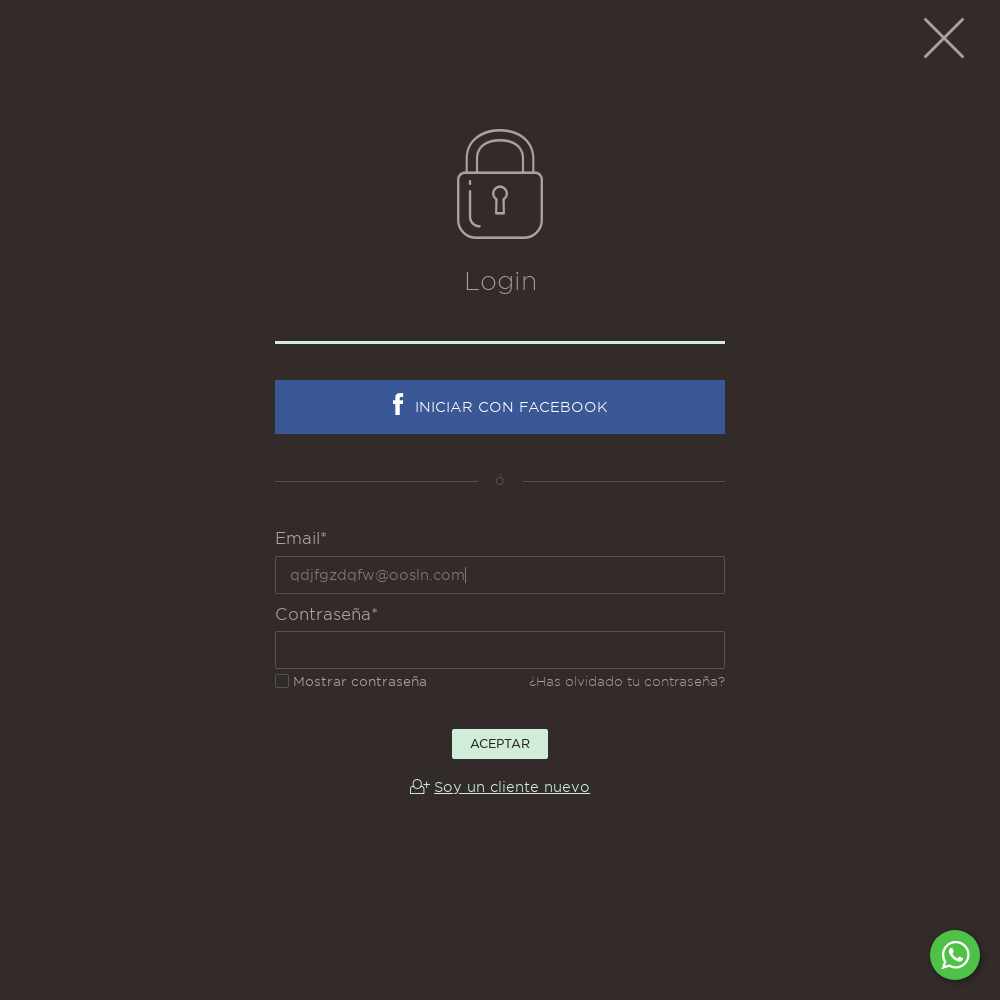 Login
INICIAR CON FACEBOOK
Ó
Email*
qdjfgzdqfw@oosln.com
Contraseña*
Mostrar contraseña
¿Has olvidado tu contraseña?
ACEPTAR
Soy un cliente nuevo